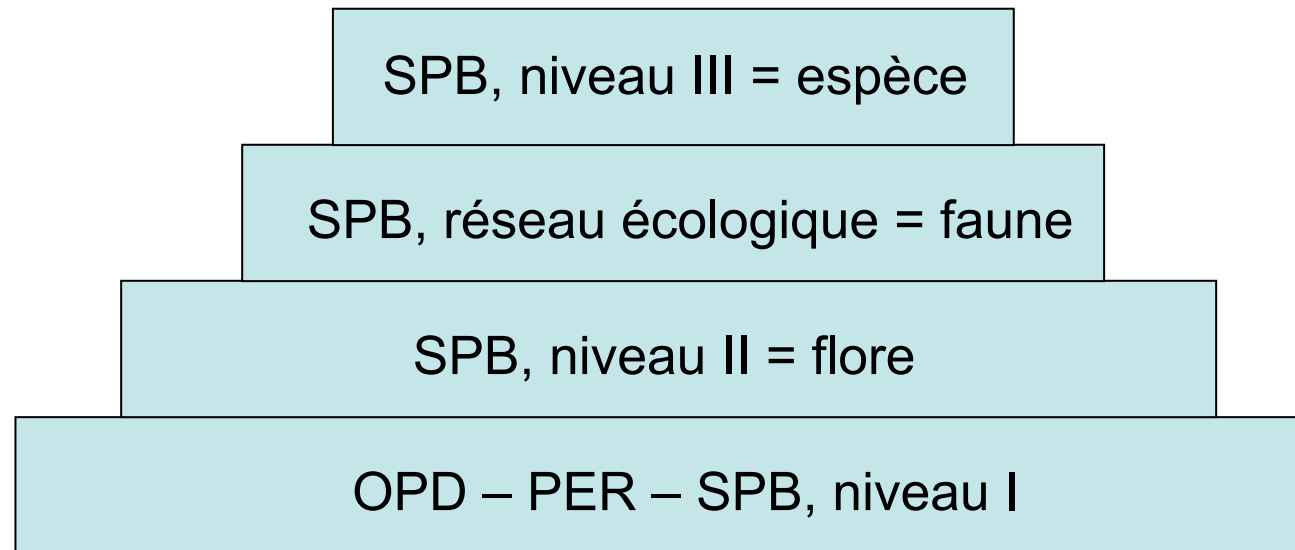 SPB, niveau III = espèce
SPB, réseau écologique = faune
SPB, niveau II = flore
OPD – PER – SPB, niveau I